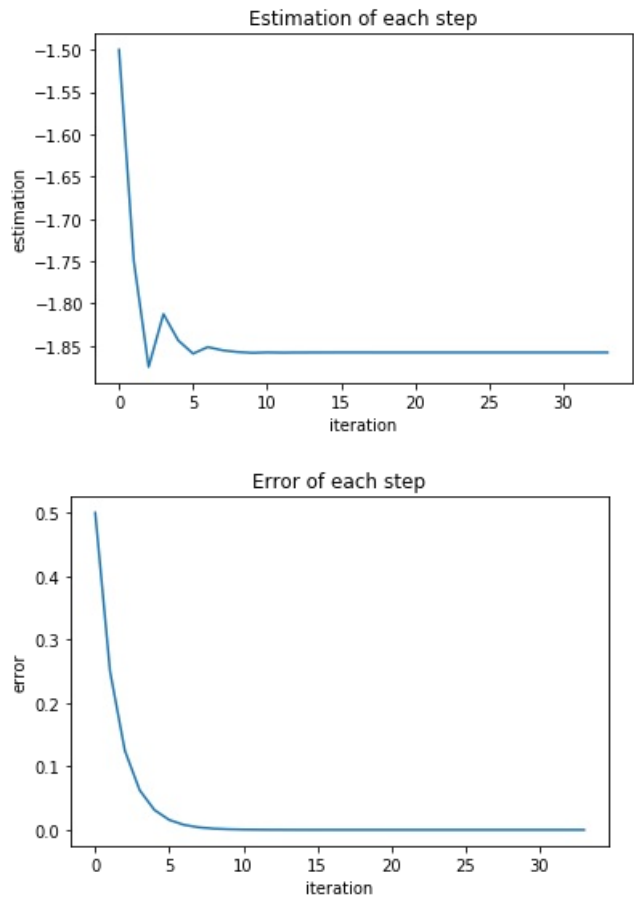 Estimation of each step
−1.50
−1.55
−1.60
−1.65
−1.70
−1.75
−1.80
−1.85
estimation
0 5 10 15 20 25 30
iteration
Error of each step
0.5
0.4
0.3
0.2
0.1
0.0
error
0 5 10 15 20 25 30
iteration